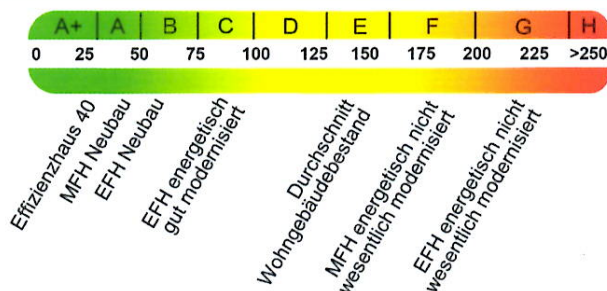 A+ A B C D E F G H
0 25 50 75 100 125 150 175 200 225 >250
Effizienzhaus 40
MFH Neubau
EFH Neubau
EFH energetisch
gut modernisiert
Durchschnitt
Wohngebäudebestand
MFH energetisch nicht
wesentlich modernisiert
EFH energetisch nicht
wesentlich modernisiert